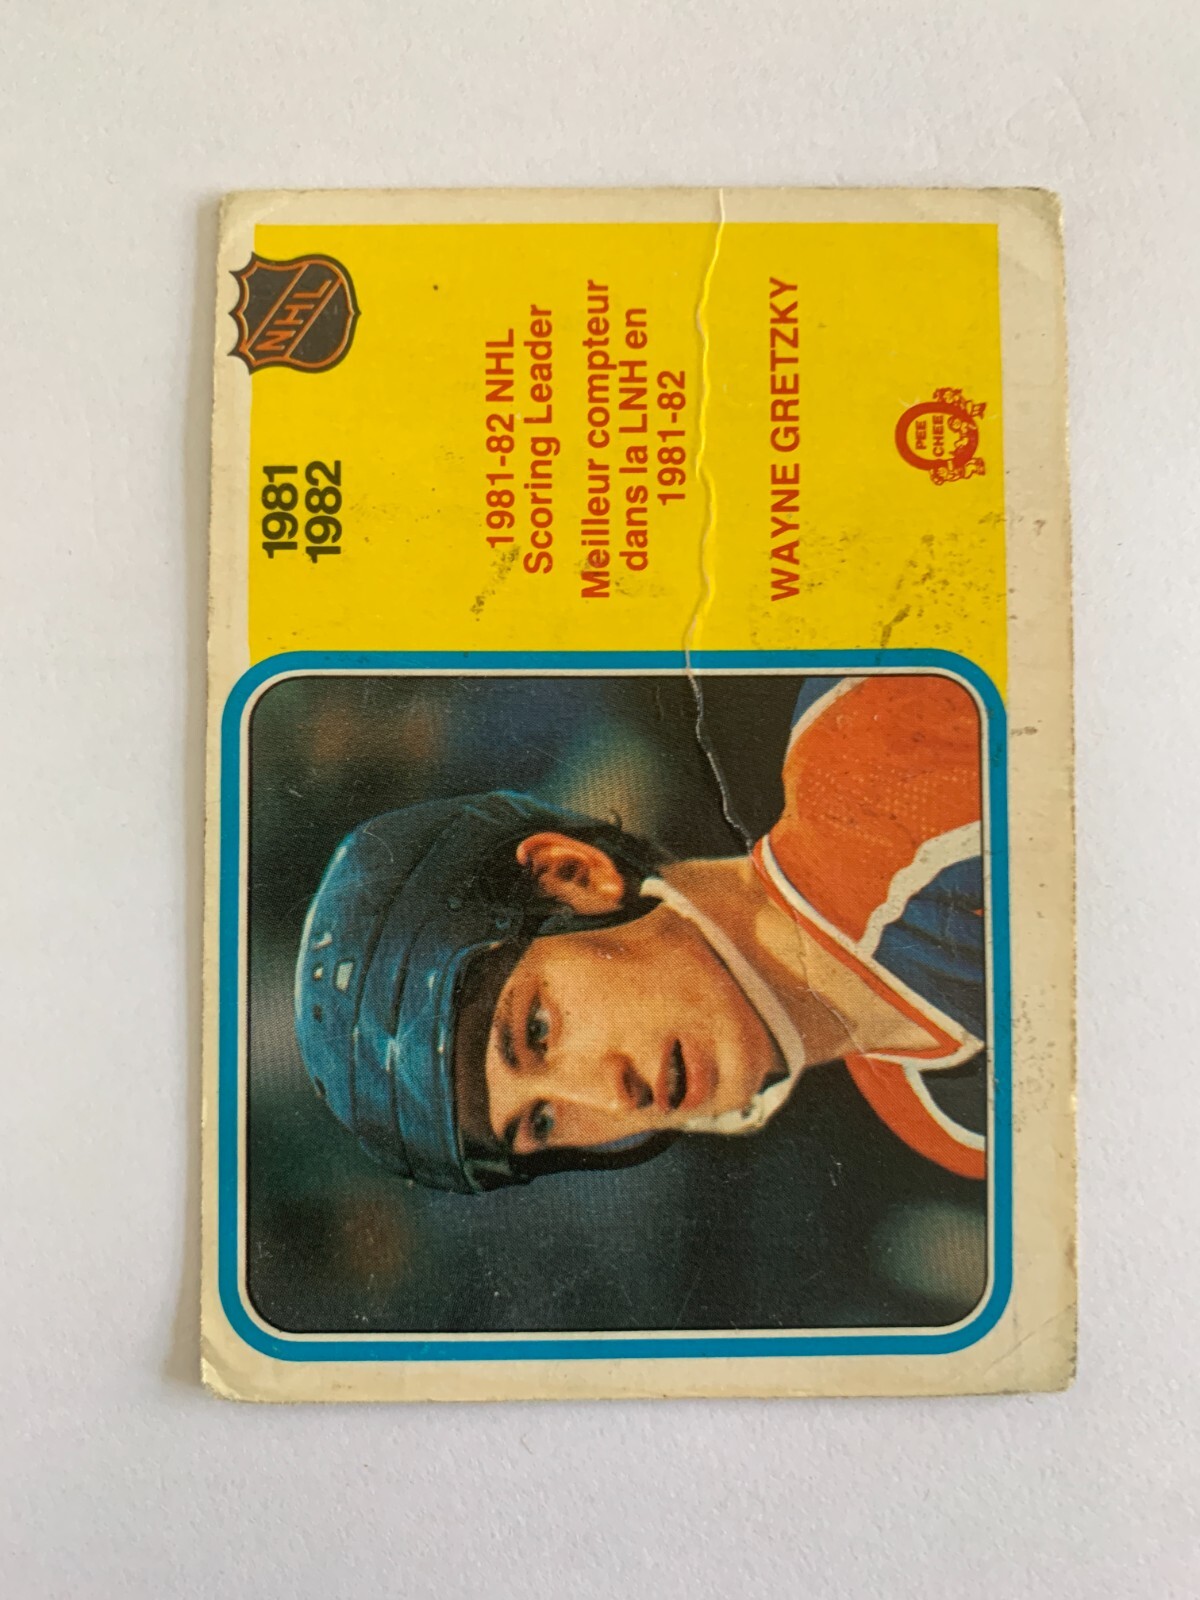 1981
1982
NHL
1981-82 NHL
Scoring Leader
Meilleur compteur
dans la LNH en
1981-82
WAYNE GRETZKY
O
PEE
CHEE